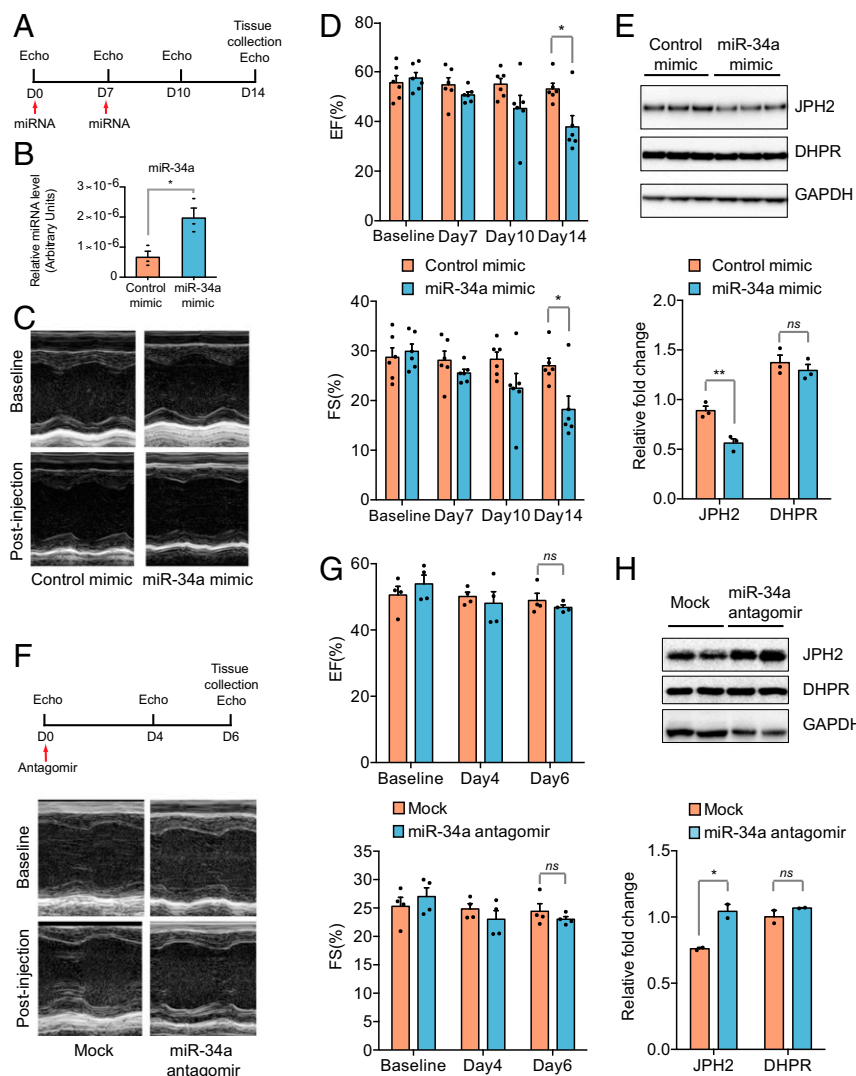 A
Tissue
collection
Echo Echo Echo Echo
D0 D7 D10 D14
miRNA miRNA
B
miR-34a
Relative miRNA level
(Arbitrary Units)
3×10⁻⁶
2×10⁻⁶
1×10⁻⁶
0
*
Control
mimic
miR-34a
mimic
C
Baseline
Post-injection
Control mimic miR-34a mimic
D
EF(%)
80
60
40
20
0
*
Baseline Day7 Day10 Day14
Control mimic
miR-34a mimic
FS(%)
40
30
20
10
0
*
Baseline Day7 Day10 Day14
E
Control
mimic
miR-34a
mimic
JPH2
DHPR
GAPDH
Control mimic
miR-34a mimic
Relative fold change
2.0
1.5
1.0
0.5
0.0
**
ns
JPH2 DHPR
F
Tissue
collection
Echo Echo Echo
D0 D4 D6
Antagomir
Baseline
Post-injection
Mock miR-34a
antagomir
G
EF(%)
60
40
20
0
ns
Baseline Day4 Day6
Mock
miR-34a antagomir
FS(%)
35
30
25
20
15
10
5
0
ns
Baseline Day4 Day6
H
Mock
miR-34a
antagomir
JPH2
DHPR
GAPDH
Mock
miR-34a antagomir
Relative fold change
1.5
1.0
0.5
0.0
*
ns
JPH2 DHPR